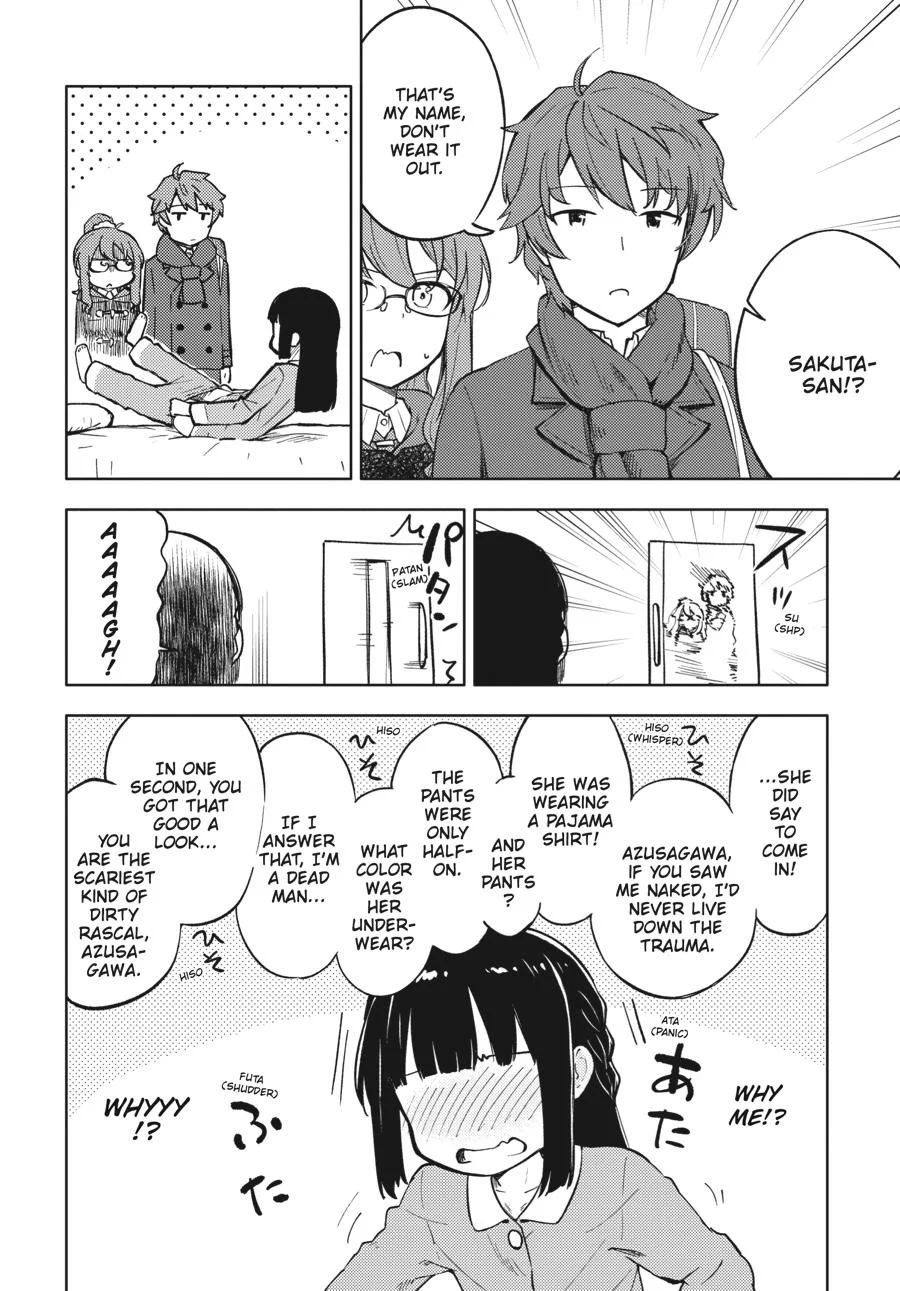 SAKUTA-
SAN!?
THAT'S
MY NAME,
DON'T
WEAR IT
OUT.
スッ
SU
(SHP)
パタンッ
PATAN
(SLAM)
AAAAAGH!
...SHE
DID
SAY
TO
COME
IN!
AZUSAGAWA,
IF YOU SAW
ME NAKED, I'D
NEVER LIVE
DOWN THE
TRAUMA.
ひそ
HISO
(WHISPER)
SHE WAS
WEARING
A PAJAMA
SHIRT!
AND
HER
PANTS
?
THE
PANTS
WERE
ONLY
HALF-
ON.
WHAT
COLOR
WAS
HER
UNDER-
WEAR?
ひそ
HISO
IF I
ANSWER
THAT, I'M
A DEAD
MAN...
IN ONE
SECOND, YOU
GOT THAT
GOOD A
LOOK...
YOU
ARE THE
SCARIEST
KIND OF
DIRTY
RASCAL,
AZUSA-
GAWA.
ひそ
HISO
ATA
(PANIC)
あた
WHY
ME!?
FUTA
(SHUDDER)
ふた
WHYYY
!?